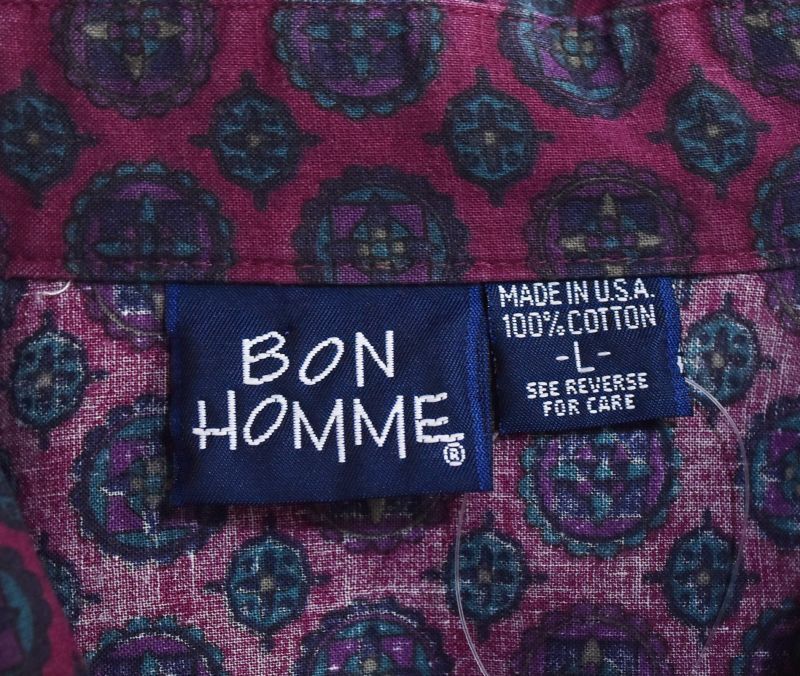 BON
HOMME®
MADE IN U.S.A.
100% COTTON
-L-
SEE REVERSE
FOR CARE